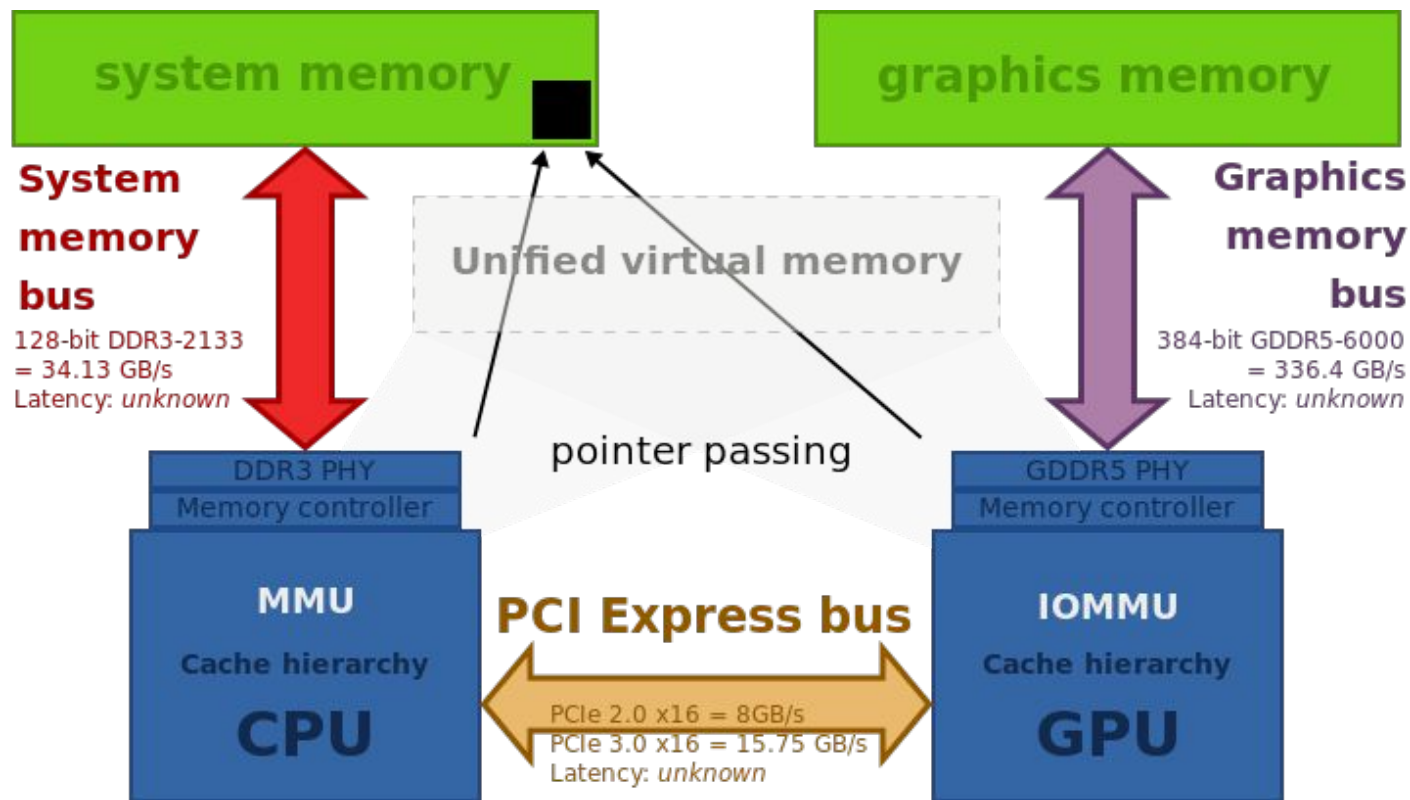 system memory
graphics memory
System
memory
bus
128-bit DDR3-2133
= 34.13 GB/s
Latency: unknown
Unified virtual memory
Graphics
memory
bus
384-bit GDDR5-6000
= 336.4 GB/s
Latency: unknown
pointer passing
DDR3 PHY
Memory controller
MMU
Cache hierarchy
CPU
PCI Express bus
PCIe 2.0 x16 = 8GB/s
PCIe 3.0 x16 = 15.75 GB/s
Latency: unknown
GDDR5 PHY
Memory controller
IOMMU
Cache hierarchy
GPU